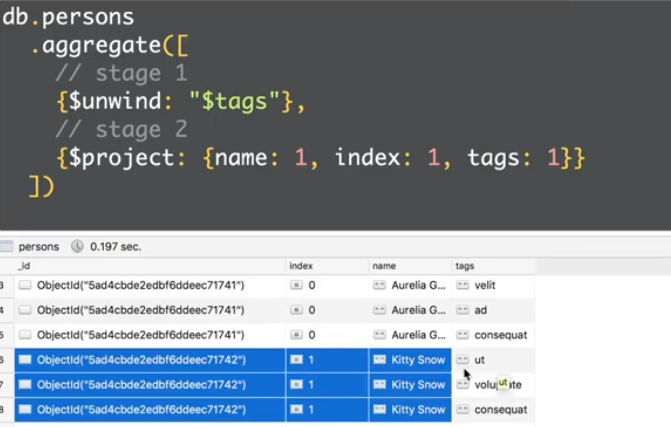 db.persons
.aggregate([
// stage 1
{$unwind: "$tags"},
// stage 2
{$project: {name: 1, index: 1, tags: 1}}
])
persons 0.197 sec.
_id index name tags
3 ObjectId("5ad4cbde2edbf6ddeec71741") 0 Aurelia G... velit
4 ObjectId("5ad4cbde2edbf6ddeec71741") 0 Aurelia G... ad
5 ObjectId("5ad4cbde2edbf6ddeec71741") 0 Aurelia G... consequat
6 ObjectId("5ad4cbde2edbf6ddeec71742") 1 Kitty Snow ut
7 ObjectId("5ad4cbde2edbf6ddeec71742") 1 Kitty Snow ut
8 ObjectId("5ad4cbde2edbf6ddeec71742") 1 Kitty Snow consequat